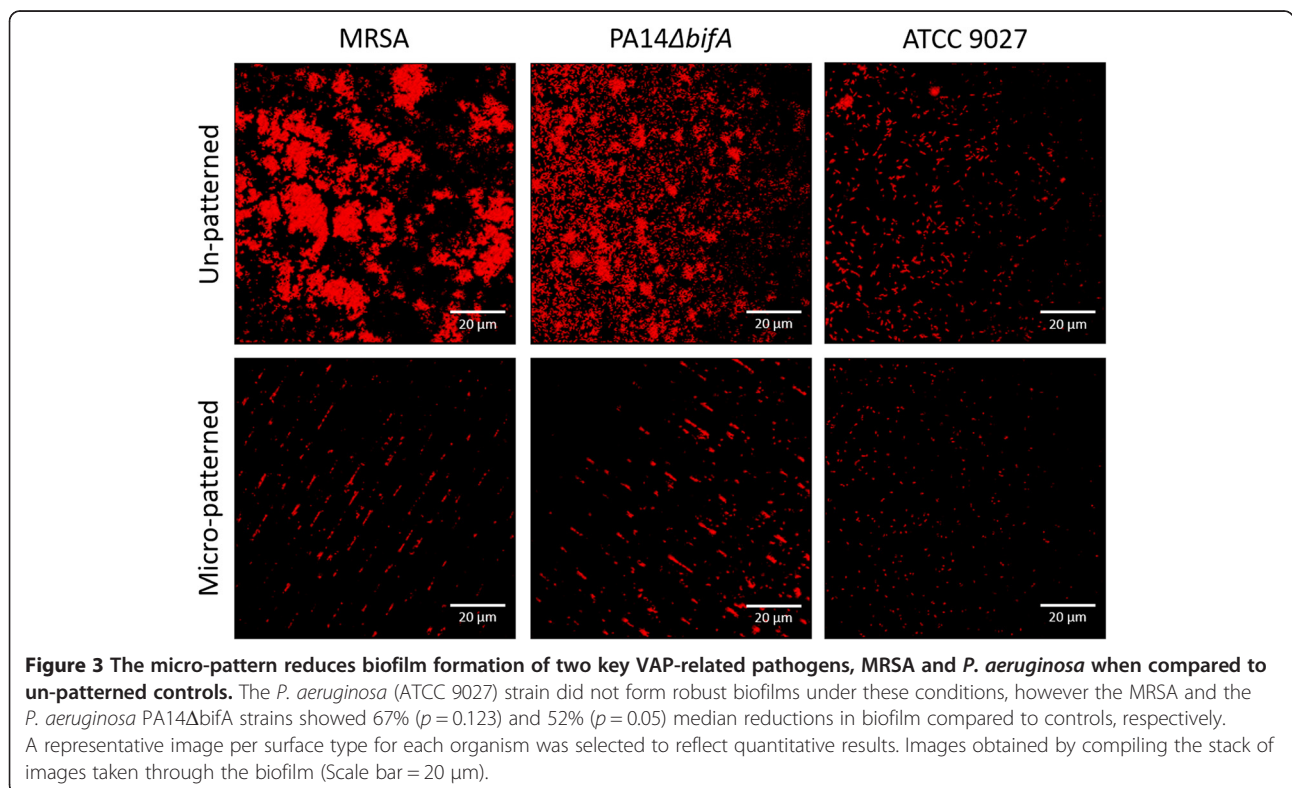 MRSA
PA14ΔbifA
ATCC 9027
Un-patterned
20 µm
20 µm
20 µm
Micro-patterned
20 µm
20 µm
20 µm
Figure 3 The micro-pattern reduces biofilm formation of two key VAP-related pathogens, MRSA and P. aeruginosa when compared to
un-patterned controls. The P. aeruginosa (ATCC 9027) strain did not form robust biofilms under these conditions, however the MRSA and the
P. aeruginosa PA14ΔbifA strains showed 67% (p = 0.123) and 52% (p = 0.05) median reductions in biofilm compared to controls, respectively.
A representative image per surface type for each organism was selected to reflect quantitative results. Images obtained by compiling the stack of
images taken through the biofilm (Scale bar = 20 µm).